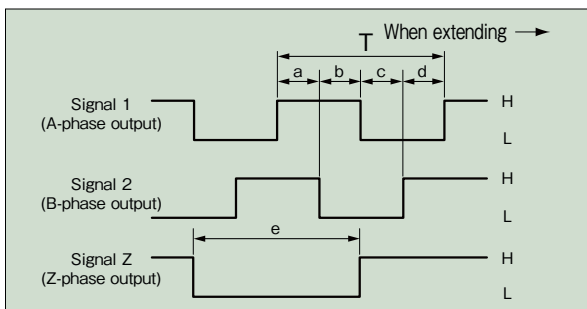 When extending
T
a b c d
Signal 1
(A-phase output)
H
L
Signal 2
(B-phase output)
H
L
e
Signal Z
(Z-phase output)
H
L